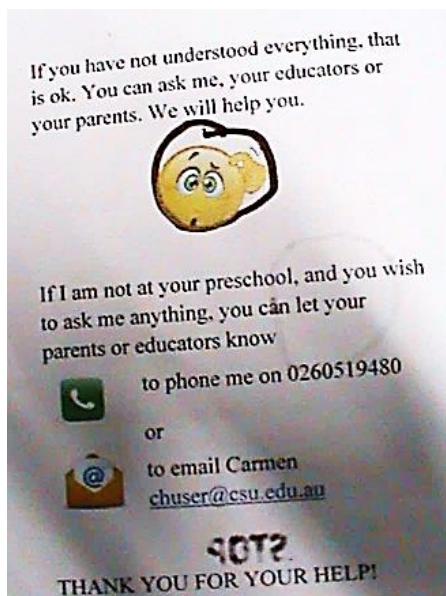 If you have not understood everything, that
is ok. You can ask me, your educators or
your parents. We will help you.
If I am not at your preschool, and you wish
to ask me anything, you can let your
parents or educators know
to phone me on 0260519480
or
@
to email Carmen
chuser@csu.edu.au
STOP
THANK YOU FOR YOUR HELP!